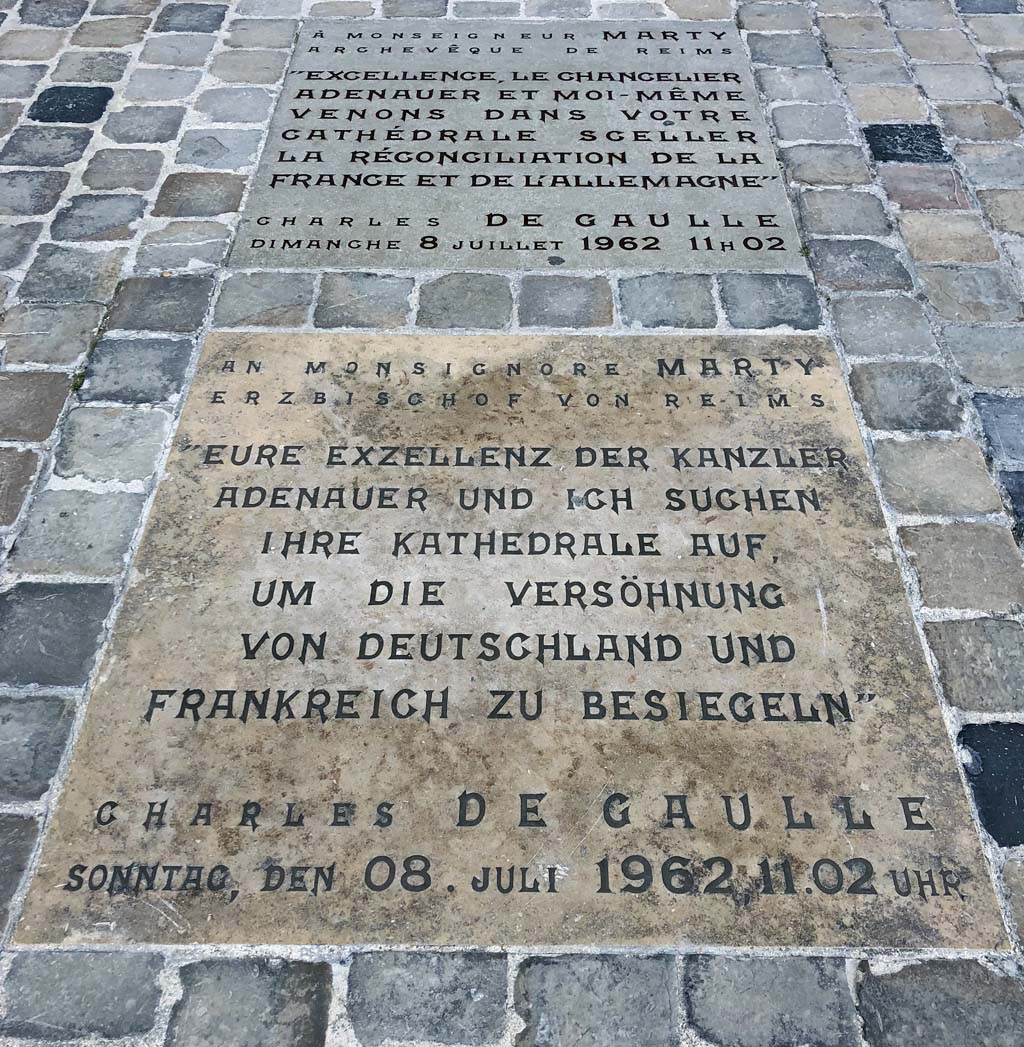 À MONSEIGNEUR MARTY
ARCHEVÊQUE DE REIMS
"EXCELLENCE, LE CHANCELIER
ADENAUER ET MOI-MÊME
VENONS DANS VOTRE
CATHÉDRALE SCELLER
LA RÉCONCILIATION DE LA
FRANCE ET DE L'ALLEMAGNE"
CHARLES DE GAULLE
DIMANCHE 8 JUILLET 1962 11H02
AN MONSIGNORE MARTY
ERZBISCHOF VON REIMS
"EURE EXZELLENZ DER KANZLER
ADENAUER UND ICH SUCHEN
IHRE KATHEDRALE AUF,
UM DIE VERSÖHNUNG
VON DEUTSCHLAND UND
FRANKREICH ZU BESIEGELN"
CHARLES DE GAULLE
SONNTAG, DEN 08. JULI 1962, 11.02 UHR